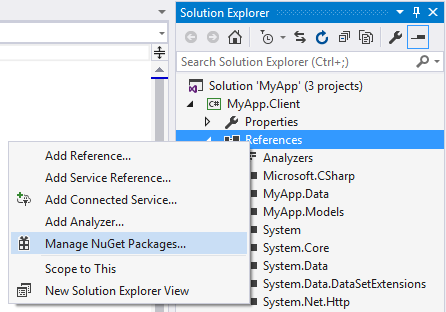 Solution Explorer
Search Solution Explorer (Ctrl+;)
Solution 'MyApp' (3 projects)
C# MyApp.Client
Properties
References
Analyzers
Microsoft.CSharp
MyApp.Data
MyApp.Models
System
System.Core
System.Data
System.Data.DataSetExtensions
System.Net.Http
Add Reference...
Add Service Reference...
Add Connected Service...
Add Analyzer...
Manage NuGet Packages...
Scope to This
New Solution Explorer View